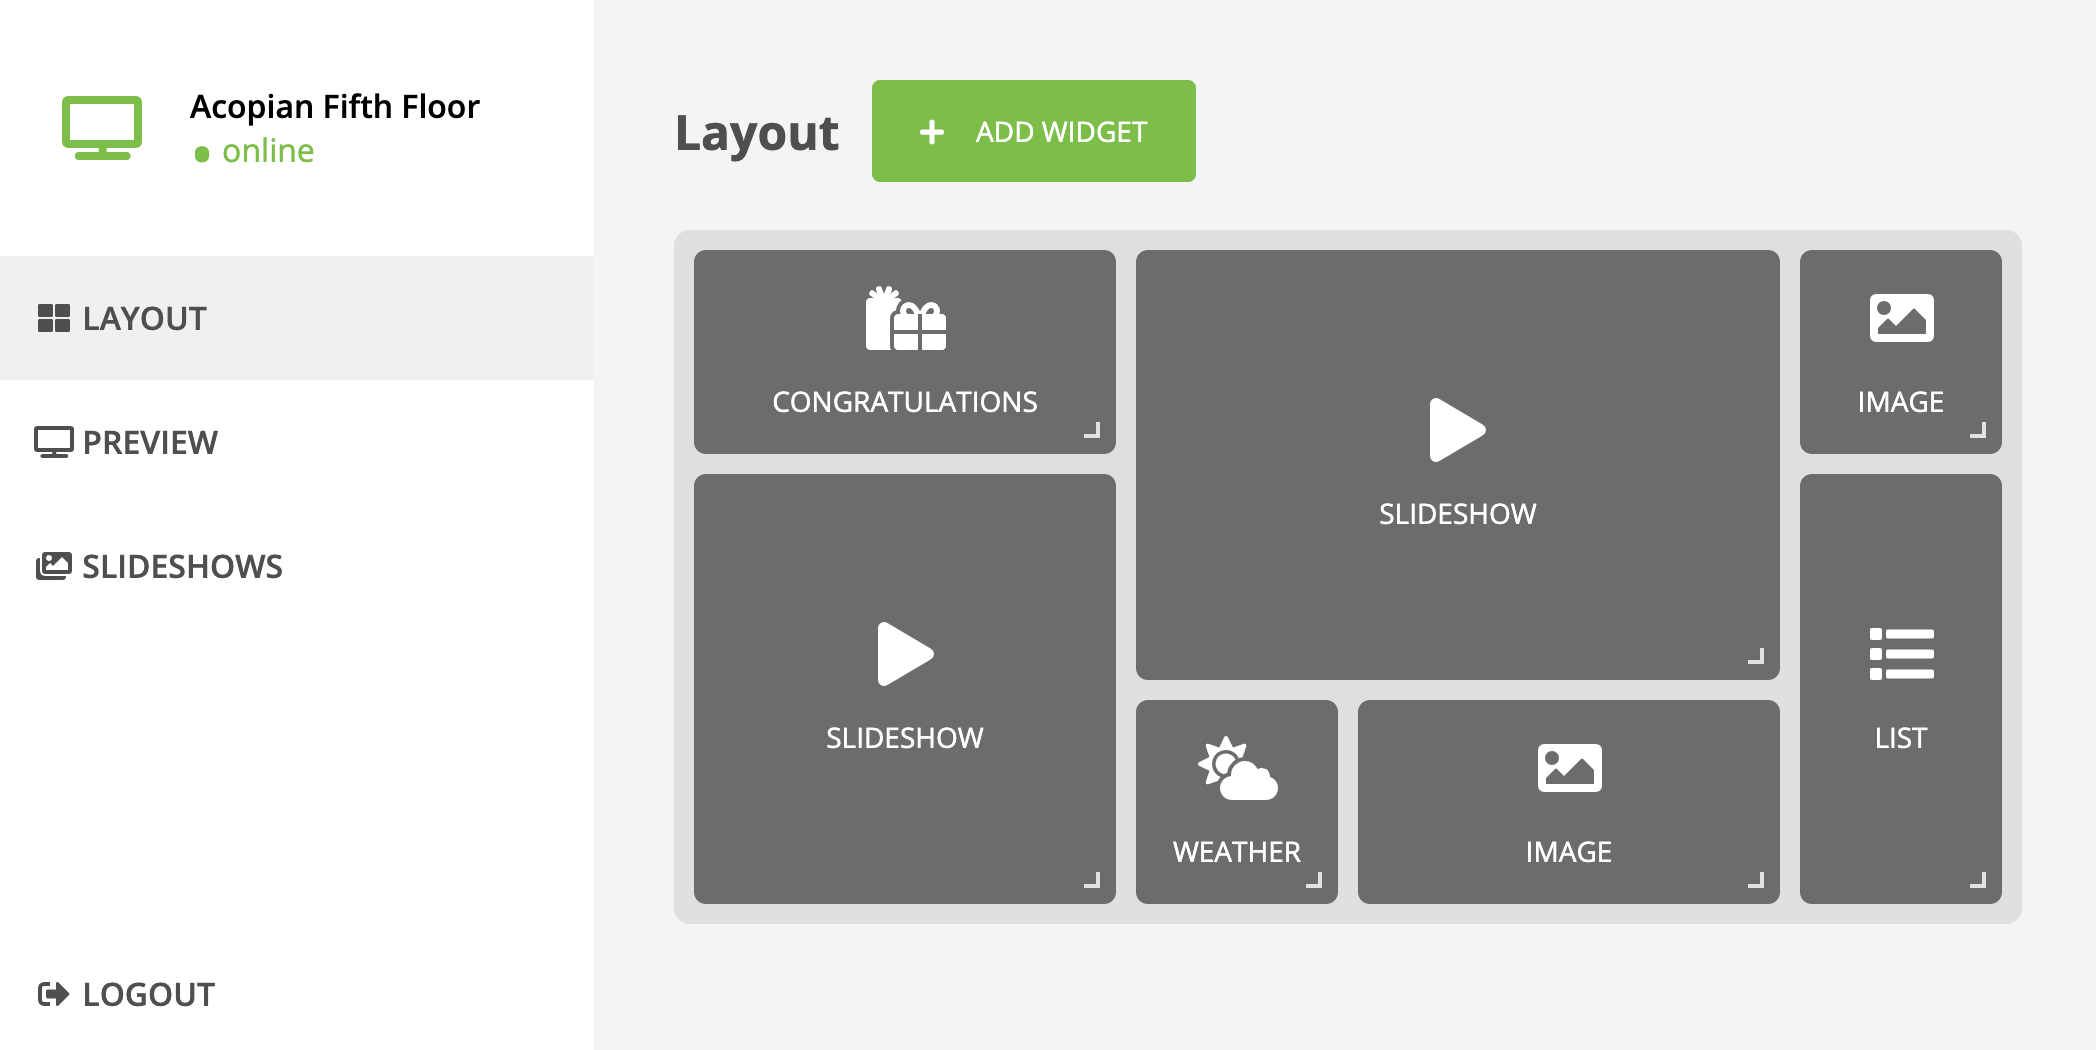 Acopian Fifth Floor
online
LAYOUT
PREVIEW
SLIDESHOWS
LOGOUT
Layout
ADD WIDGET
CONGRATULATIONS
SLIDESHOW
IMAGE
SLIDESHOW
WEATHER
IMAGE
LIST